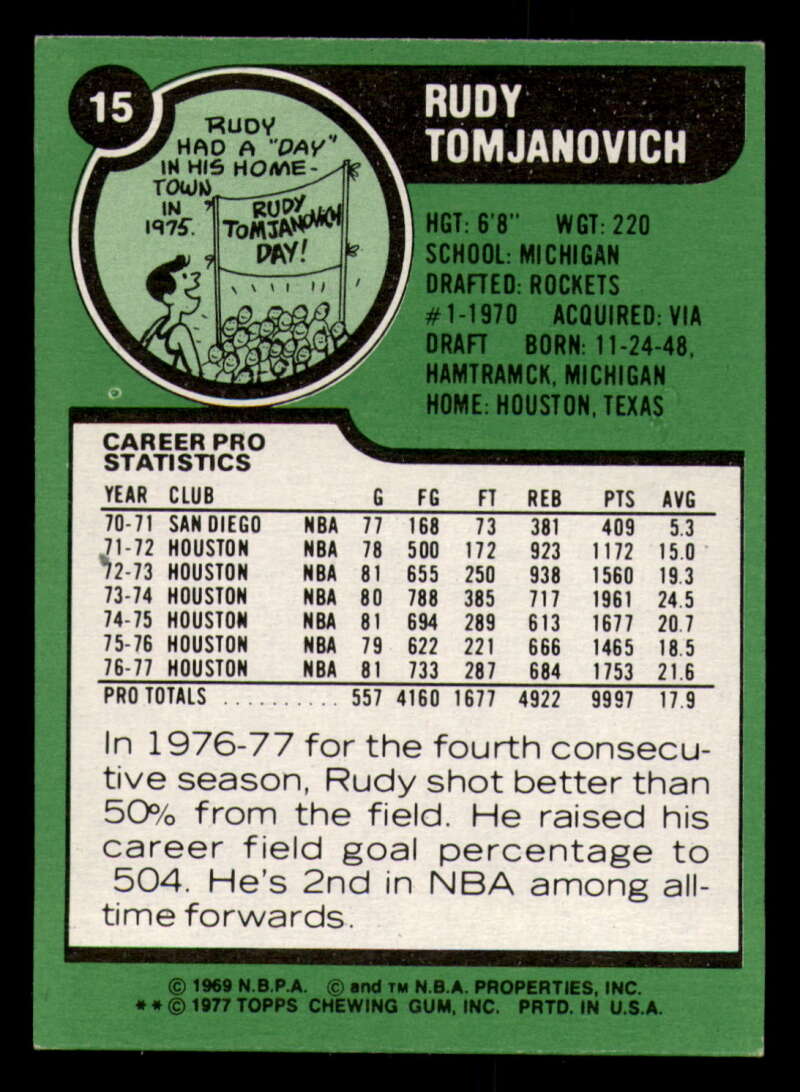 15
RUDY
TOMJANOVICH
RUDY
HAD A "DAY"
IN HIS HOME-
TOWN
IN
1975.
RUDY
TOMJANOVICH
DAY!
HGT: 6'8" WGT: 220
SCHOOL: MICHIGAN
DRAFTED: ROCKETS
#1-1970 ACQUIRED: VIA
DRAFT BORN: 11-24-48,
HAMTRAMCK, MICHIGAN
HOME: HOUSTON, TEXAS
CAREER PRO
STATISTICS
YEAR CLUB G FG FT REB PTS AVG
70-71 SAN DIEGO NBA 77 168 73 381 409 5.3
71-72 HOUSTON NBA 78 500 172 923 1172 15.0
72-73 HOUSTON NBA 81 655 250 938 1560 19.3
73-74 HOUSTON NBA 80 788 385 717 1961 24.5
74-75 HOUSTON NBA 81 694 289 613 1677 20.7
75-76 HOUSTON NBA 79 622 221 666 1465 18.5
76-77 HOUSTON NBA 81 733 287 684 1753 21.6
PRO TOTALS .......... 557 4160 1677 4922 9997 17.9
In 1976-77 for the fourth consecu-
tive season, Rudy shot better than
50% from the field. He raised his
career field goal percentage to
504. He's 2nd in NBA among all-
time forwards.
© 1969 N.B.P.A. © and TM N.B.A. PROPERTIES, INC.
**© 1977 TOPPS CHEWING GUM, INC. PRTD. IN U.S.A.